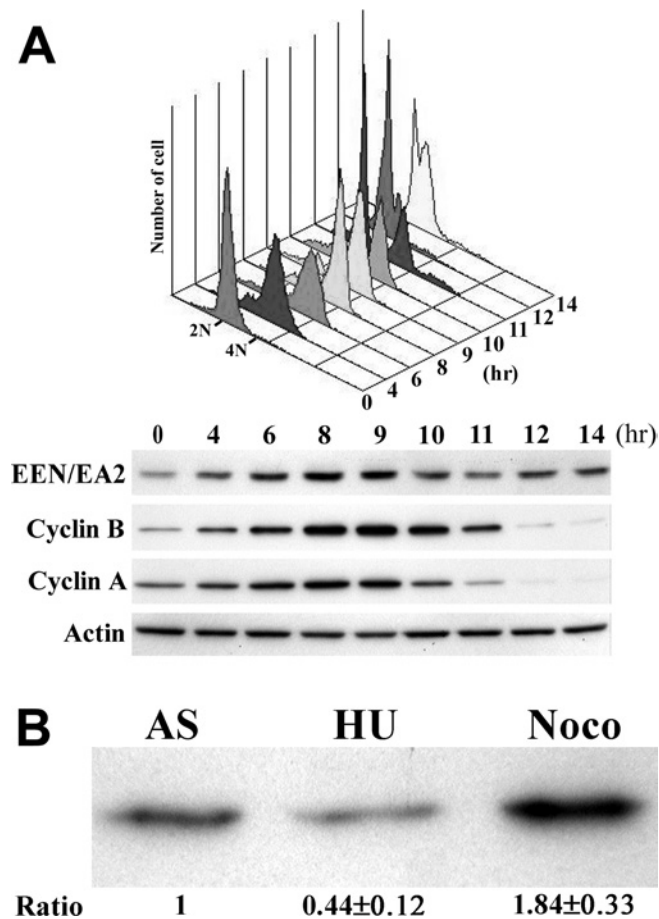 A
Number of cell
2N
4N
0 4 6 8 9 10 11 12 14
(hr)
0 4 6 8 9 10 11 12 14 (hr)
EEN/EA2
Cyclin B
Cyclin A
Actin
B
AS HU Noco
Ratio 1 0.44±0.12 1.84±0.33